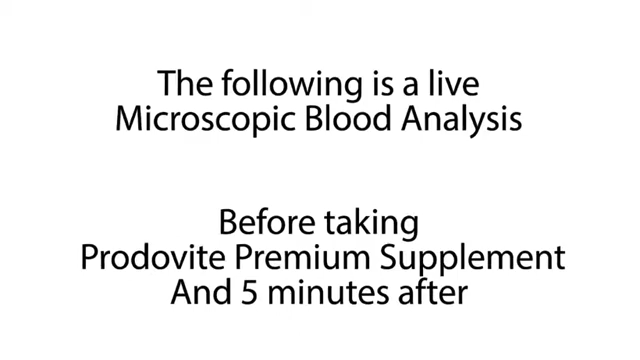 The following is a live
Microscopic Blood Analysis
Before taking
Prodovite Premium Supplement
And 5 minutes after